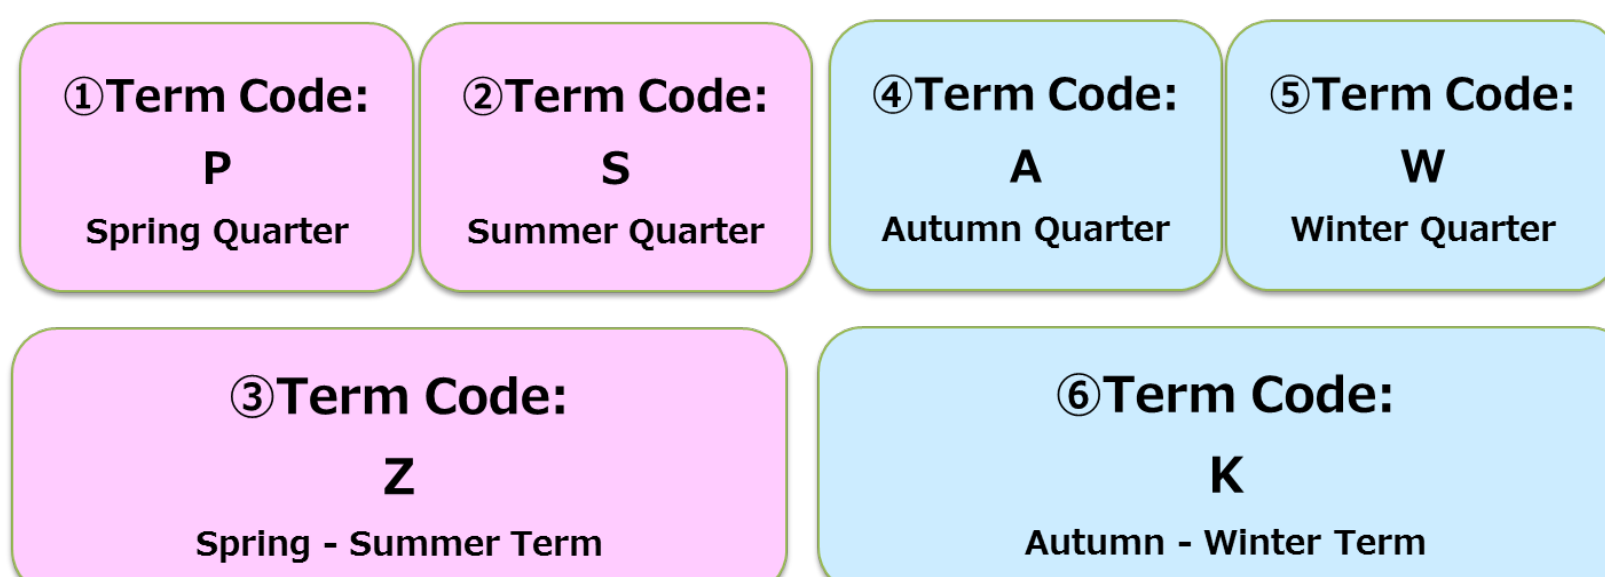 ①Term Code:
P
Spring Quarter
②Term Code:
S
Summer Quarter
④Term Code:
A
Autumn Quarter
⑤Term Code:
W
Winter Quarter
③Term Code:
Z
Spring - Summer Term
⑥Term Code:
K
Autumn - Winter Term